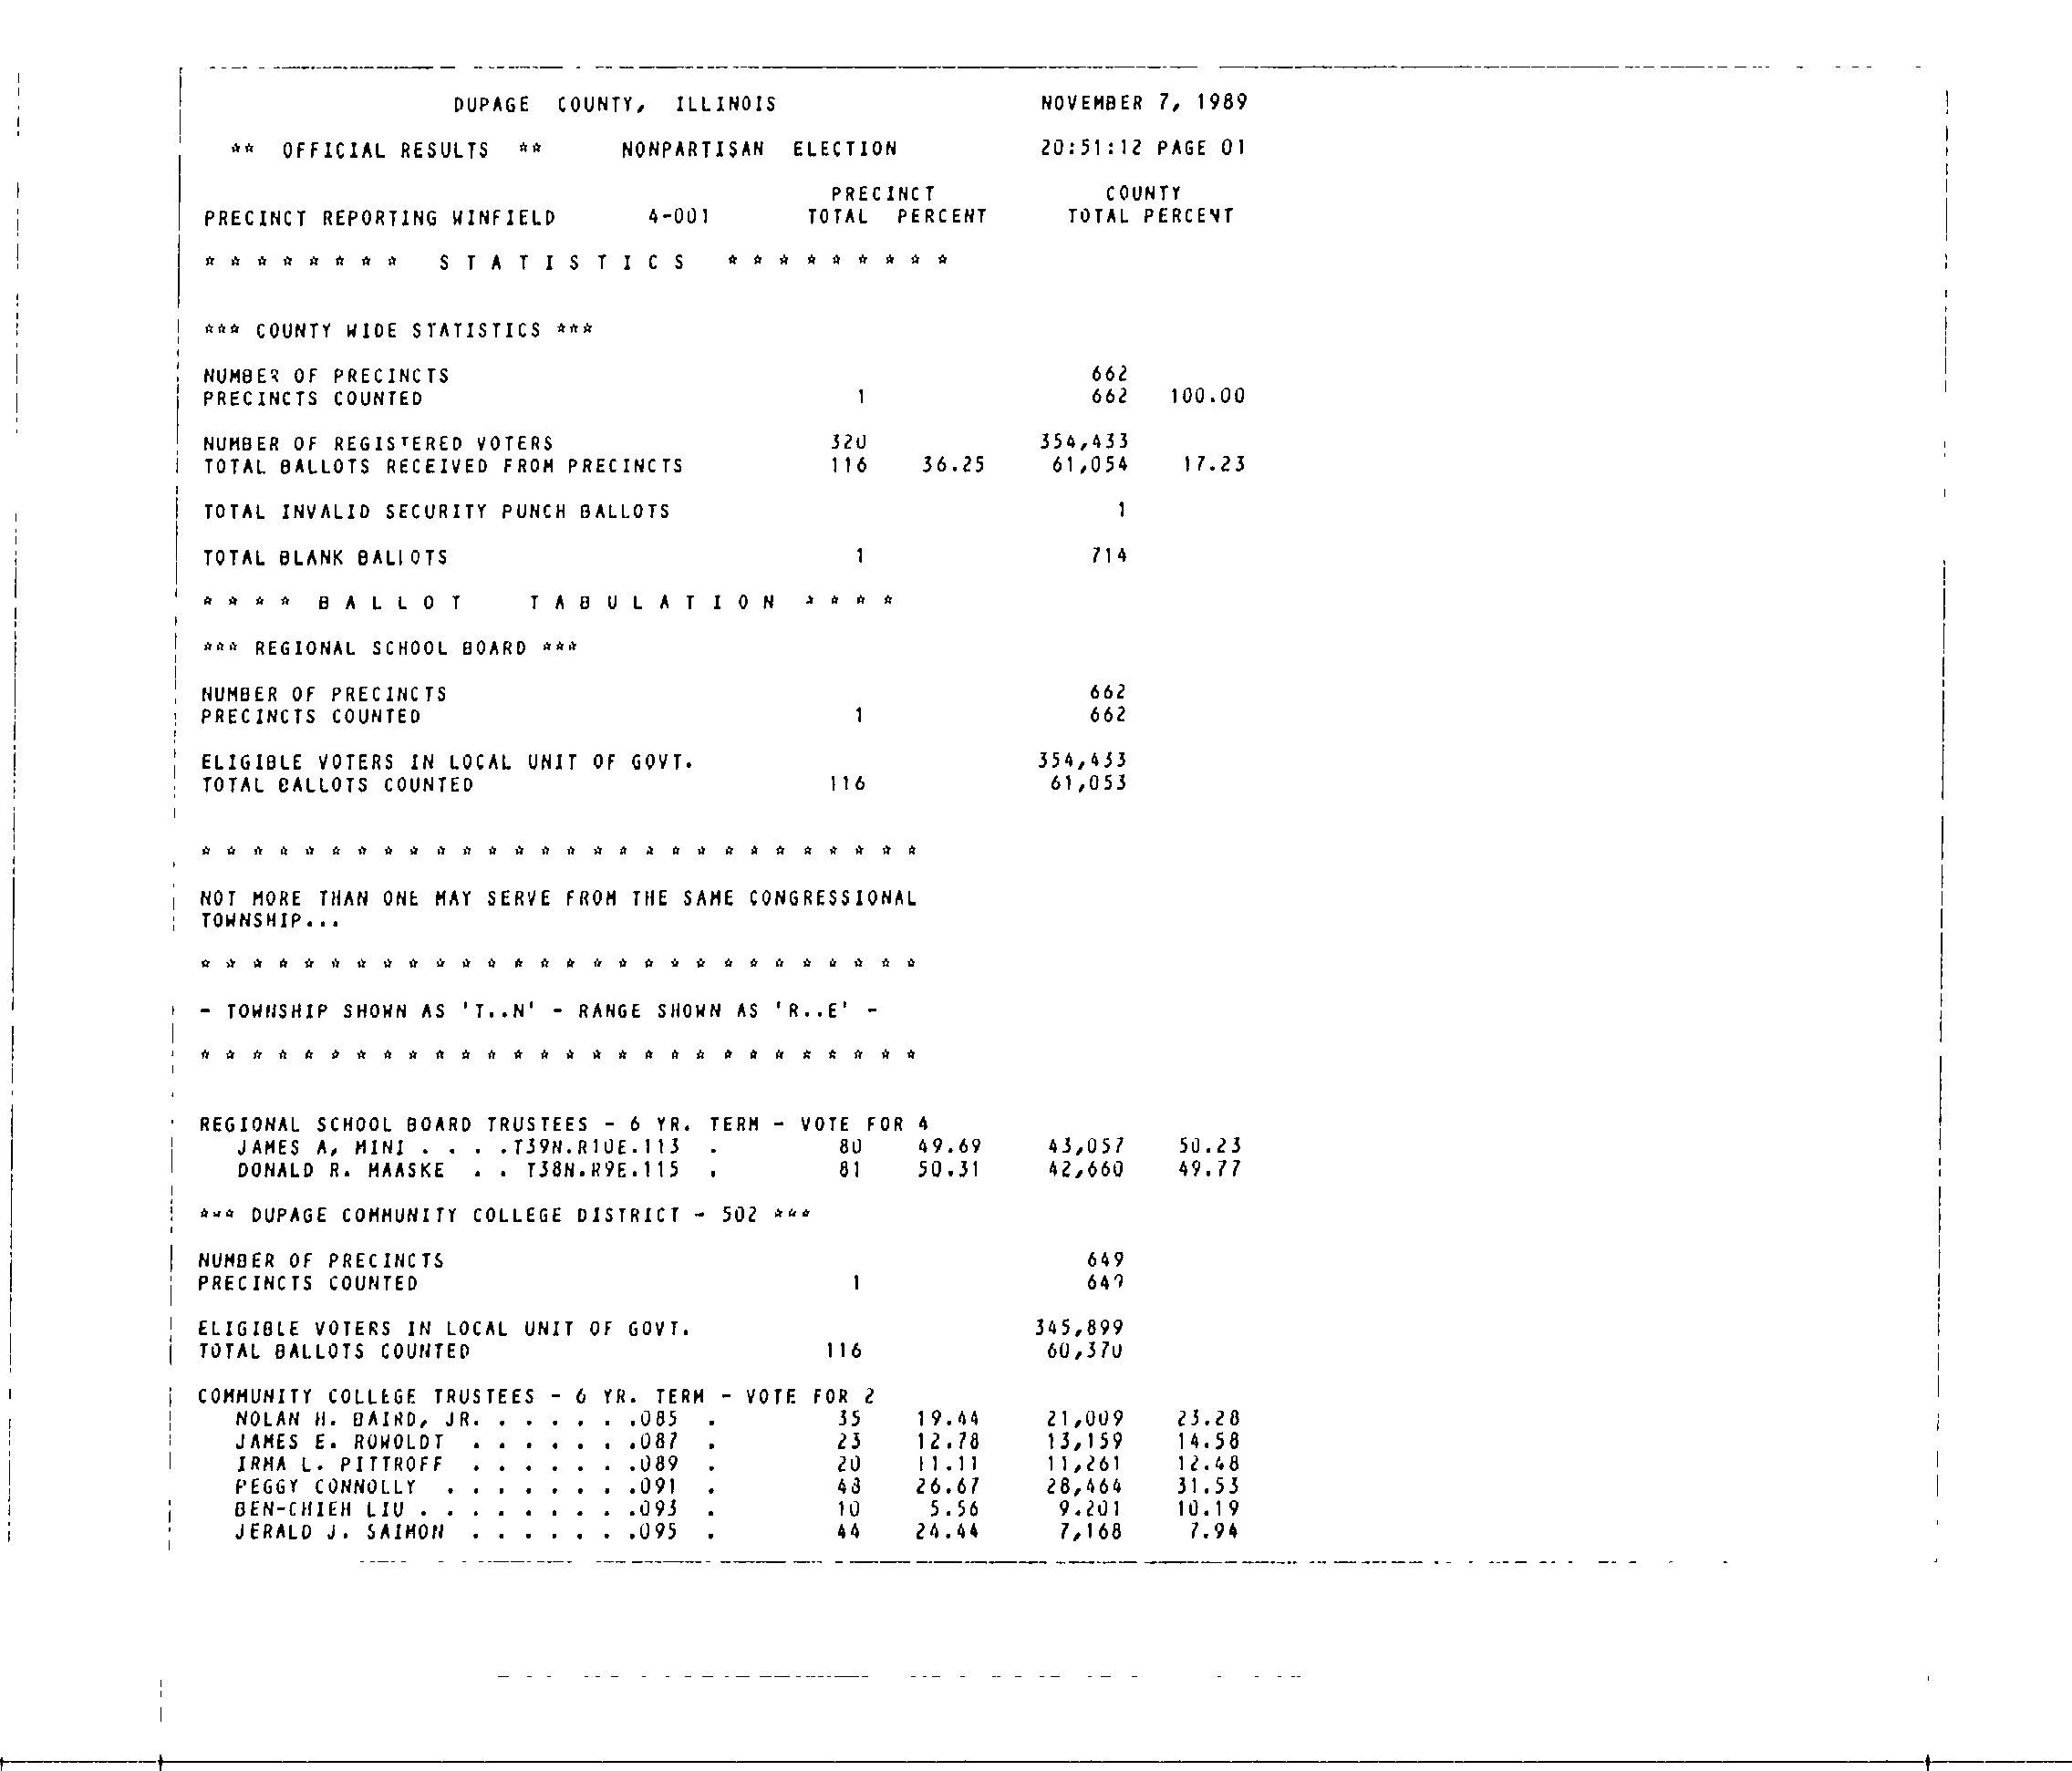 DUPAGE COUNTY, ILLINOIS NOVEMBER 7, 1989
** OFFICIAL RESULTS ** NONPARTISAN ELECTION 20:51:12 PAGE 01
PRECINCT COUNTY
PRECINCT REPORTING WINFIELD 4-001 TOTAL PERCENT TOTAL PERCENT
* * * * * * * * S T A T I S T I C S * * * * * * * * *
*** COUNTY WIDE STATISTICS ***
NUMBER OF PRECINCTS 662
PRECINCTS COUNTED 1 662 100.00
NUMBER OF REGISTERED VOTERS 320 354,433
TOTAL BALLOTS RECEIVED FROM PRECINCTS 116 36.25 61,054 17.23
TOTAL INVALID SECURITY PUNCH BALLOTS 1
TOTAL BLANK BALLOTS 1 714
* * * * B A L L O T T A B U L A T I O N * * * *
*** REGIONAL SCHOOL BOARD ***
NUMBER OF PRECINCTS 662
PRECINCTS COUNTED 1 662
ELIGIBLE VOTERS IN LOCAL UNIT OF GOVT. 354,433
TOTAL BALLOTS COUNTED 116 61,053
* * * * * * * * * * * * * * * * * * * * * * * * * * * *
NOT MORE THAN ONE MAY SERVE FROM THE SAME CONGRESSIONAL
TOWNSHIP...
* * * * * * * * * * * * * * * * * * * * * * * * * * * *
- TOWNSHIP SHOWN AS 'T..N' - RANGE SHOWN AS 'R..E' -
* * * * * * * * * * * * * * * * * * * * * * * * * * * *
REGIONAL SCHOOL BOARD TRUSTEES - 6 YR. TERM - VOTE FOR 4
JAMES A. MINI . . . .T39N.R10E.113 . 80 49.69 43,057 50.23
DONALD R. MAASKE . . T38N.R9E.115 . 81 50.31 42,660 49.77
*** DUPAGE COMMUNITY COLLEGE DISTRICT - 502 ***
NUMBER OF PRECINCTS 649
PRECINCTS COUNTED 1 649
ELIGIBLE VOTERS IN LOCAL UNIT OF GOVT. 345,899
TOTAL BALLOTS COUNTED 116 60,370
COMMUNITY COLLEGE TRUSTEES - 6 YR. TERM - VOTE FOR 2
NOLAN H. BAIRD, JR. . . . . . .085 . 35 19.44 21,009 23.28
JAMES E. ROWOLDT . . . . . . .087 . 23 12.78 13,159 14.58
IRMA L. PITTROFF . . . . . . .089 . 20 11.11 11,261 12.48
PEGGY CONNOLLY . . . . . . . .091 . 48 26.67 28,464 31.53
BEN-CHIEH LIU . . . . . . . . .093 . 10 5.56 9,201 10.19
JERALD J. SAIMON . . . . . . .095 . 44 24.44 7,168 7.94